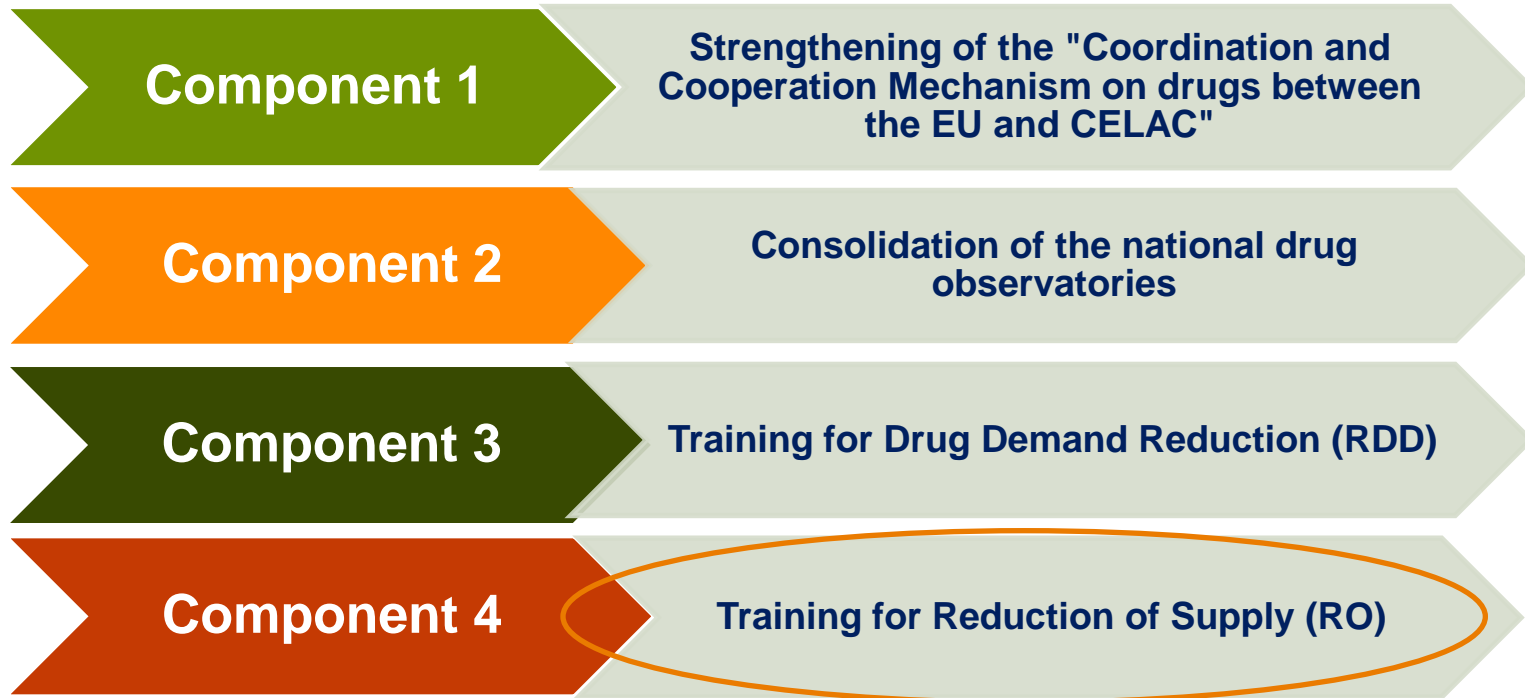 Component 1
Strengthening of the "Coordination and
Cooperation Mechanism on drugs between
the EU and CELAC"
Component 2
Consolidation of the national drug
observatories
Component 3
Training for Drug Demand Reduction (RDD)
Component 4
Training for Reduction of Supply (RO)